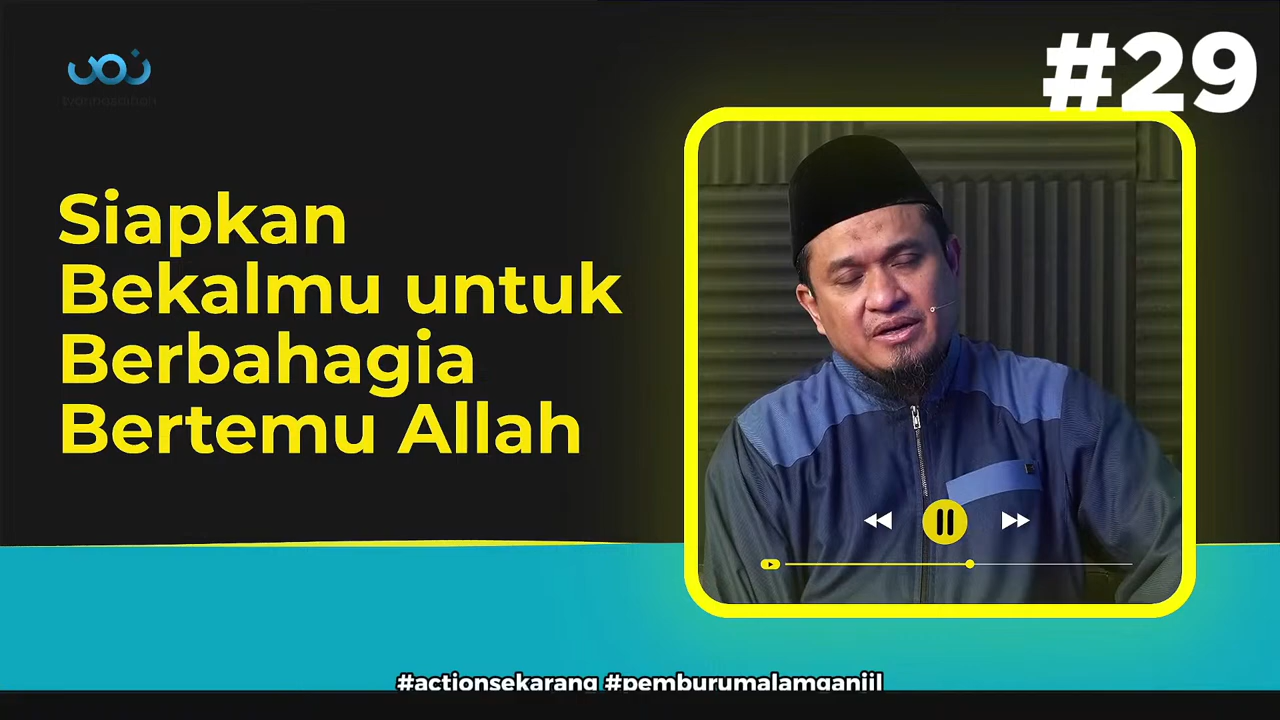 #29
Siapkan
Bekalmu untuk
Berbahagia
Bertemu Allah
#actionsekarang #pemburumalamganjil